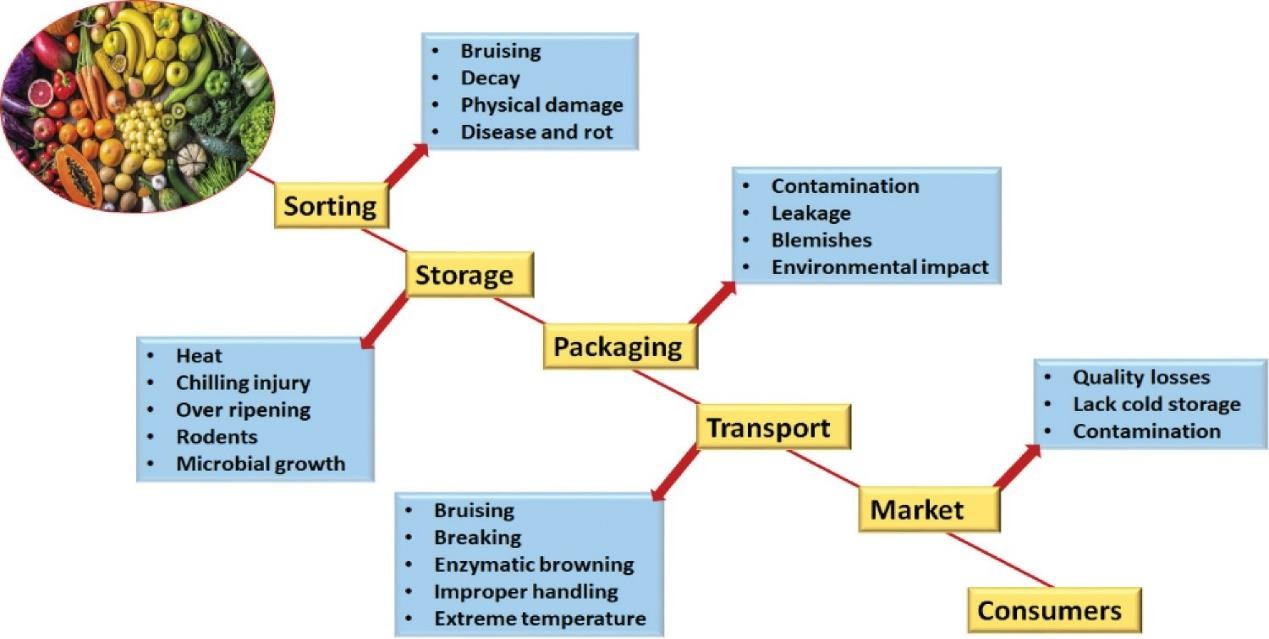 Bruising
Decay
Physical damage
Disease and rot
Sorting
Contamination
Leakage
Blemishes
Environmental impact
Storage
Heat
Chilling injury
Over ripening
Rodents
Microbial growth
Packaging
Quality losses
Lack cold storage
Contamination
Transport
Bruising
Breaking
Enzymatic browning
Improper handling
Extreme temperature
Market
Consumers